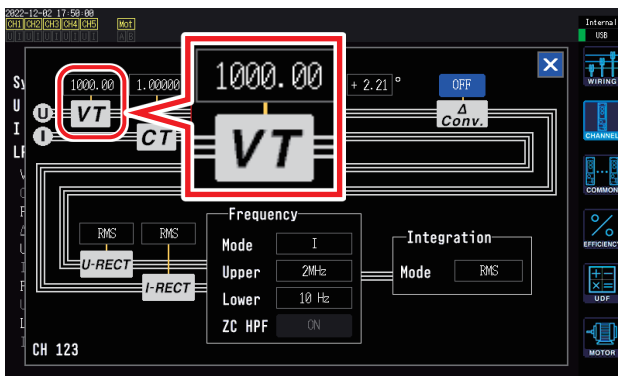 2022-12-02 17:50:00
CH1 CH2 CH3 CH4 CH5 Mot
U I U I U I U I U I A B
Internal
USB
1000.00 1.00000 1000.00 + 2.21 ° OFF
U VT VT Δ Conv.
I CT
WIRING
CHANNEL
COMMON
EFFICIENCY
UDF
MOTOR
RMS RMS
U-RECT
I-RECT
Frequency
Mode I
Upper 2MHz
Lower 10 Hz
ZC HPF ON
Integration
Mode RMS
CH 123